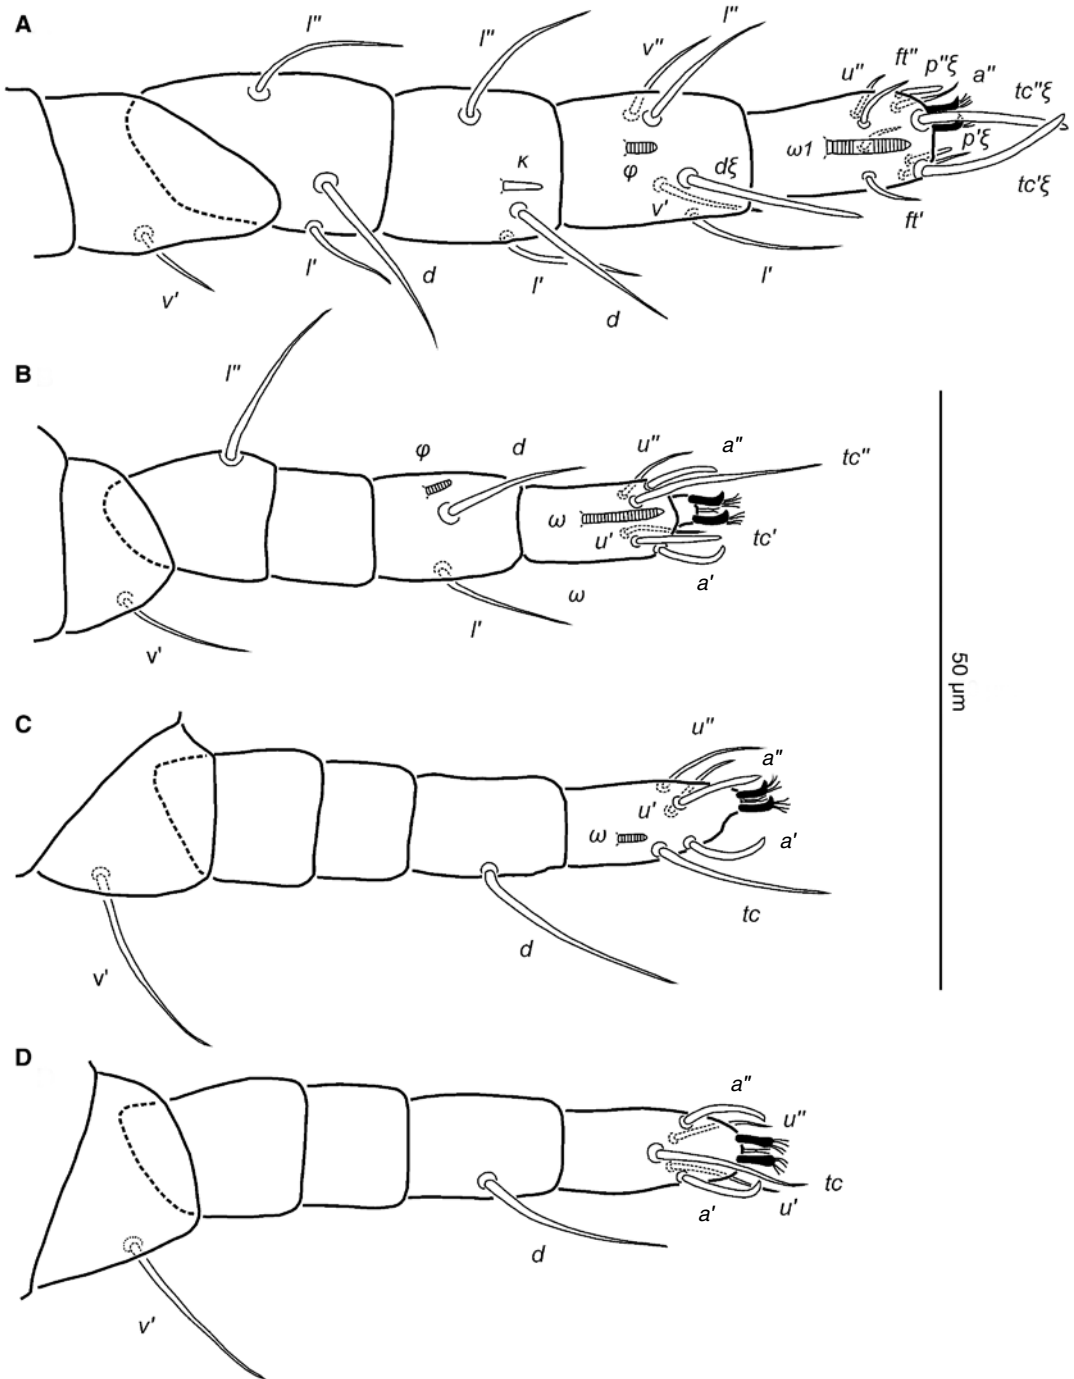 A
l"
l"
l"
v"
u"
ft"
p"ξ
a"
tc"ξ
κ
φ
dξ
ω1
p'ξ
v'
tc'ξ
v'
l'
d
l'
d
l'
ft'
B
l"
φ
d
u"
a"
tc"
ω
u'
tc'
a'
ω
v'
l'
50 µm
C
u"
a"
u'
ω
a'
tc
d
v'
D
a"
u"
tc
u'
a'
d
v'